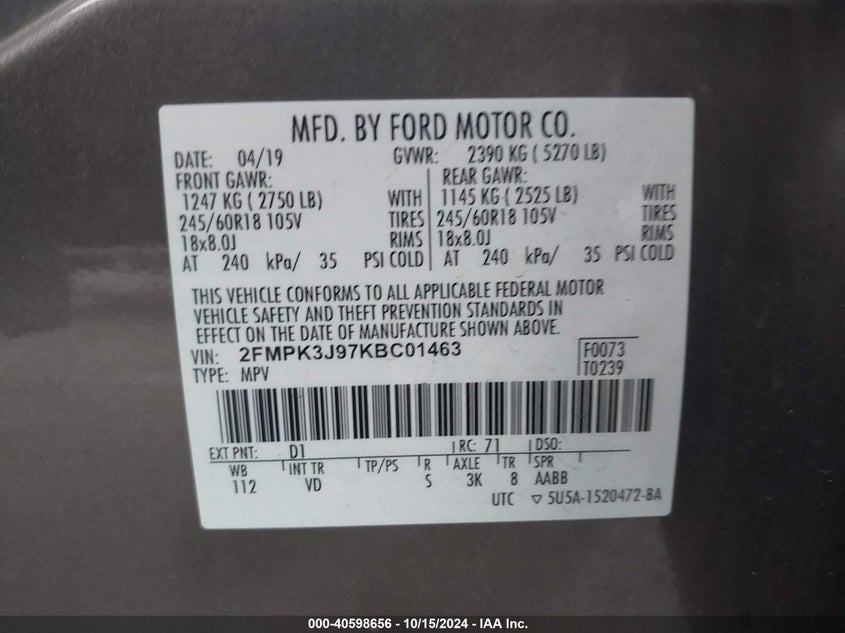 MFD. BY FORD MOTOR CO.
DATE: 04/19 GVWR: 2390 KG ( 5270 LB)
FRONT GAWR: REAR GAWR:
1247 KG ( 2750 LB) WITH 1145 KG ( 2525 LB) WITH
245/60R18 105V TIRES 245/60R18 105V TIRES
18x8.0J RIMS 18x8.0J RIMS
AT 240 kPa/ 35 PSI COLD AT 240 kPa/ 35 PSI COLD
THIS VEHICLE CONFORMS TO ALL APPLICABLE FEDERAL MOTOR
VEHICLE SAFETY AND THEFT PREVENTION STANDARDS IN
EFFECT ON THE DATE OF MANUFACTURE SHOWN ABOVE.
VIN: 2FMPK3J97KBC01463 F0073
TYPE: MPV T0239
EXT PNT: D1 RC: 71 DSO:
WB INT TR TP/PS R AXLE TR SPR
112 VD S 3K 8 AABB
UTC ▽ 5U5A-1520472-BA
000-40598656 - 10/15/2024 - IAA Inc.